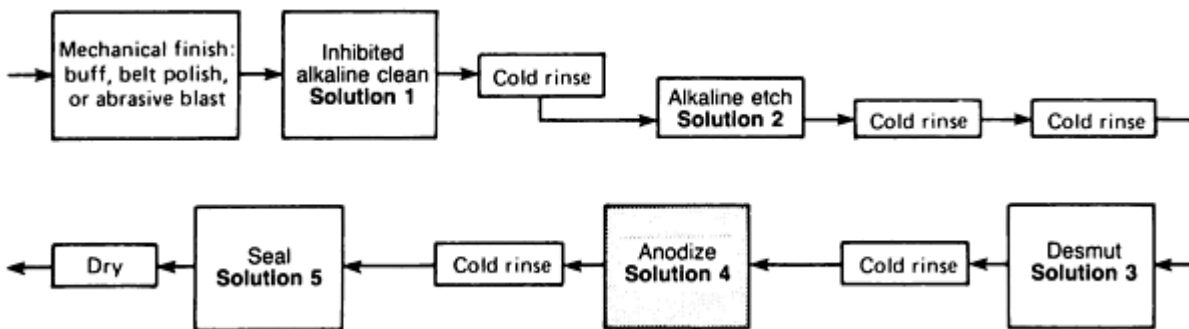 Mechanical finish:
buff, belt polish,
or abrasive blast
Inhibited
alkaline clean
Solution 1
Cold rinse
Alkaline etch
Solution 2
Cold rinse
Cold rinse
Dry
Seal
Solution 5
Cold rinse
Anodize
Solution 4
Cold rinse
Desmut
Solution 3